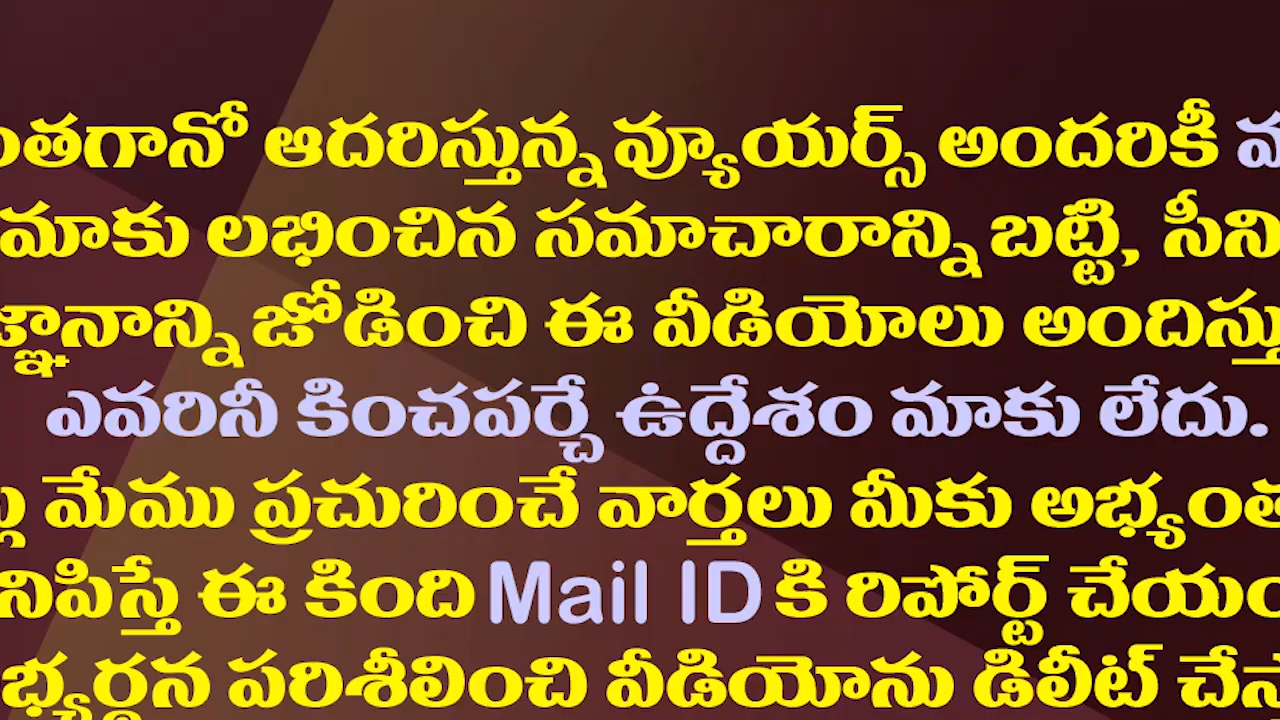 ంతగానో ఆదరిస్తున్న వ్యూయర్స్ అందరికీ
మాకు లభించిన సమాచారాన్ని బట్టి, సీని
జ్ఞానాన్ని జోడించి ఈ వీడియోలు అందిస్తు
ఎవరినీ కించపర్చే ఉద్దేశం మాకు లేదు.
మేము ప్రచురించే వార్తలు మీకు అభ్యంత
నిపిస్తే ఈ కింది Mail ID కి రిపోర్ట్ చేయం
భ్యర్థన పరిశీలించి వీడియోను డిలీట్ చేస